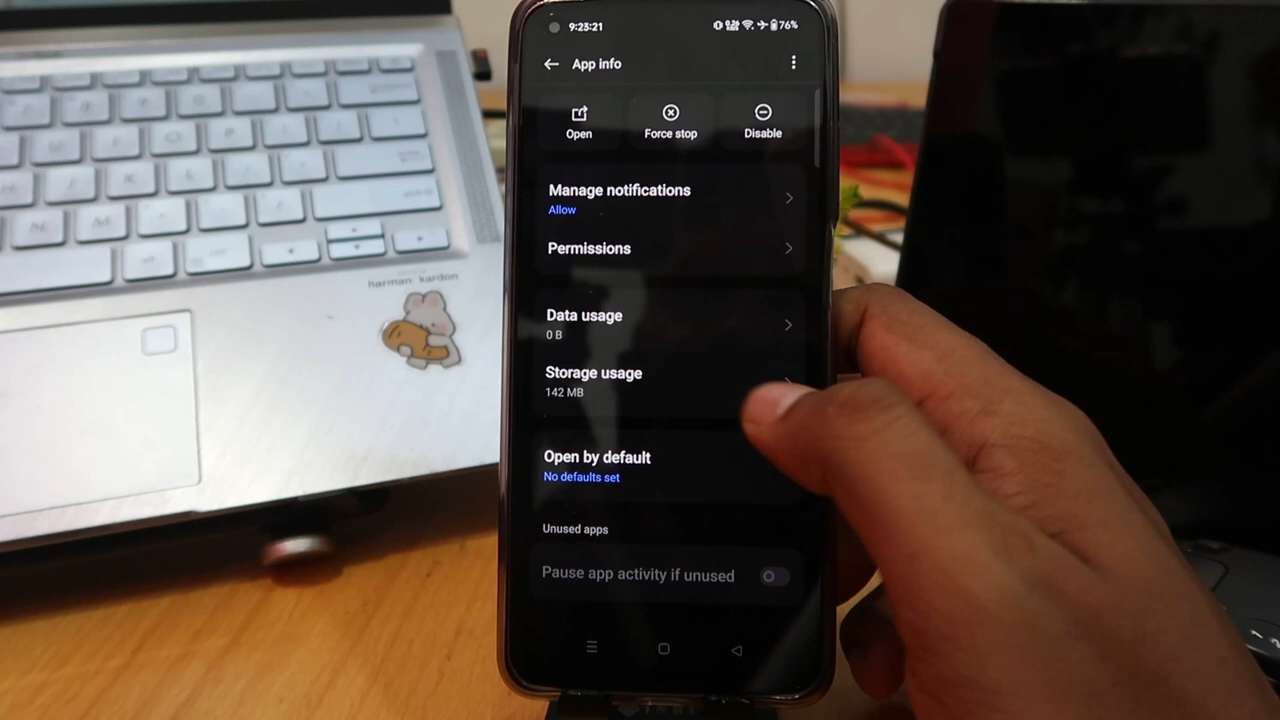 9:23:21
76%
App info
Open
Force stop
Disable
Manage notifications
Allow
Permissions
Data usage
0 B
Storage usage
142 MB
Open by default
No defaults set
Unused apps
Pause app activity if unused
harman/kardon